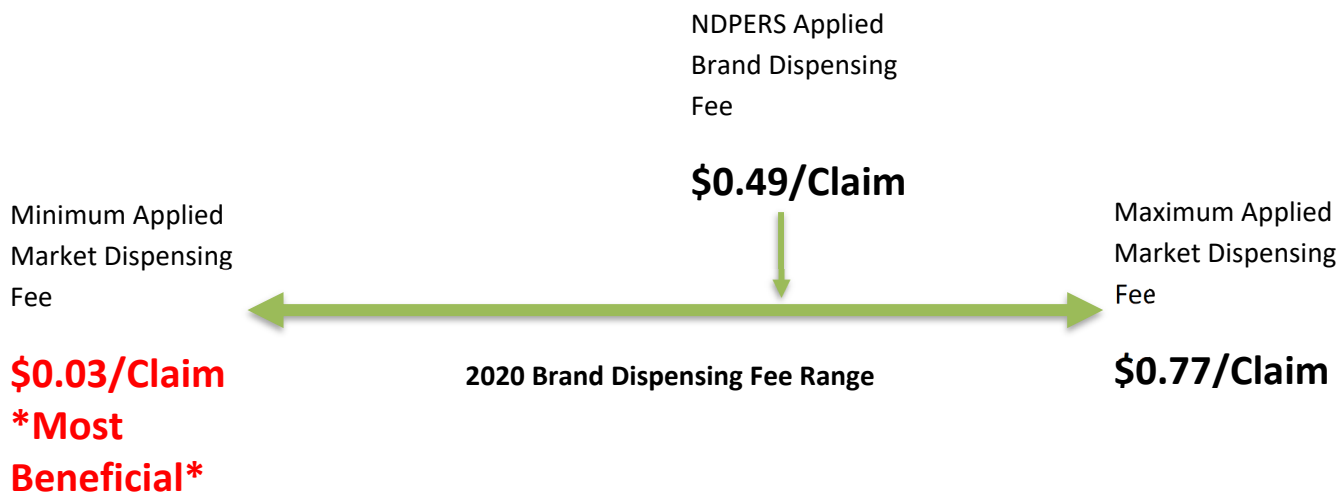 NDPERS Applied
Brand Dispensing
Fee
$0.49/Claim
Minimum Applied
Market Dispensing
Fee
$0.03/Claim
*Most
Beneficial*
2020 Brand Dispensing Fee Range
Maximum Applied
Market Dispensing
Fee
$0.77/Claim